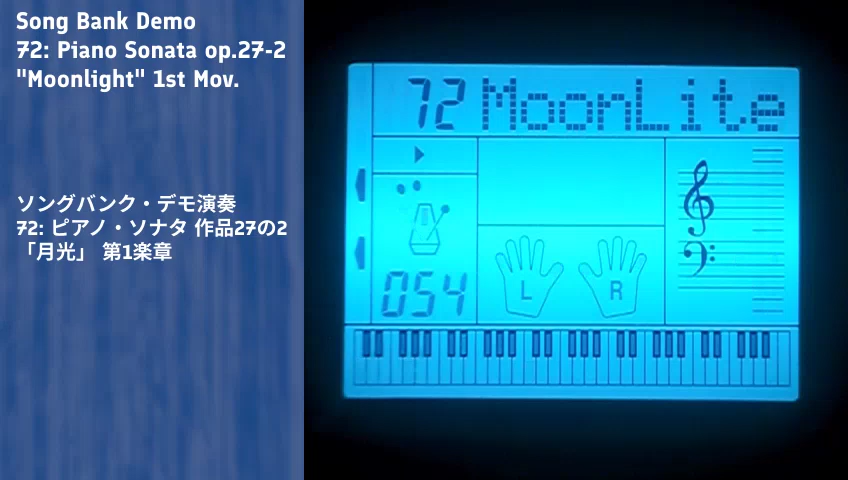 Song Bank Demo
72: Piano Sonata op.27-2
"Moonlight" 1st Mov.
ソングバンク・デモ演奏
72: ピアノ・ソナタ 作品27の2
「月光」 第1楽章
72 MoonLite
054
L R